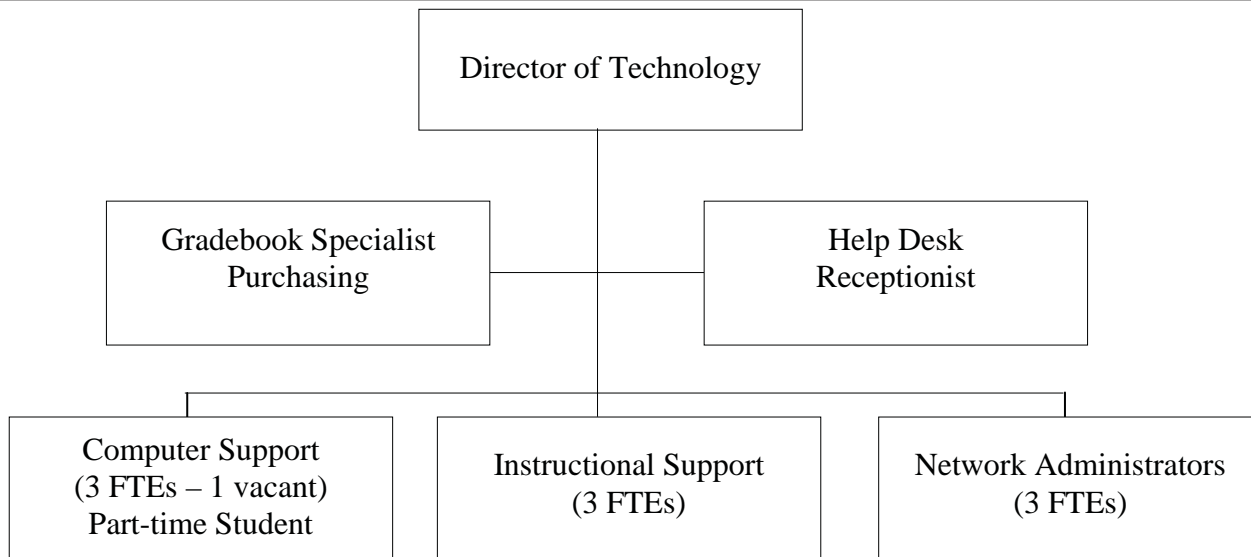 Director of Technology
Gradebook Specialist
Purchasing
Help Desk
Receptionist
Computer Support
(3 FTEs – 1 vacant)
Part-time Student
Instructional Support
(3 FTEs)
Network Administrators
(3 FTEs)